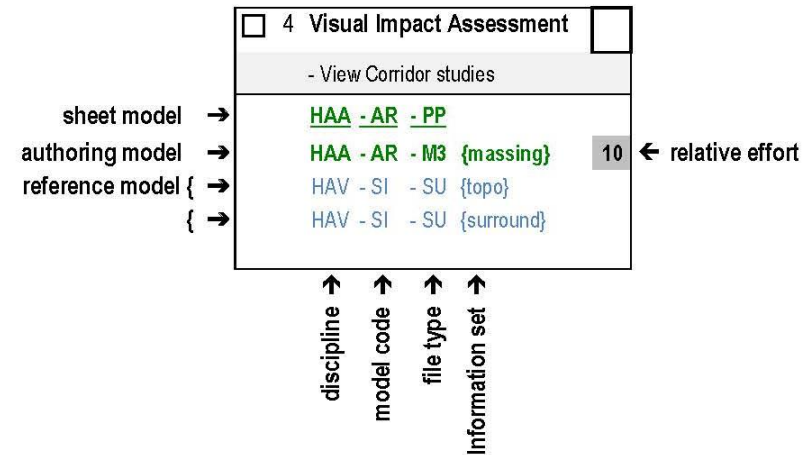 4 Visual Impact Assessment
- View Corridor studies
sheet model → HAA - AR - PP
authoring model → HAA - AR - M3 {massing} 10 ← relative effort
reference model { → HAV - SI - SU {topo}
{ → HAV - SI - SU {surround}
discipline →
model code →
file type →
Information set →